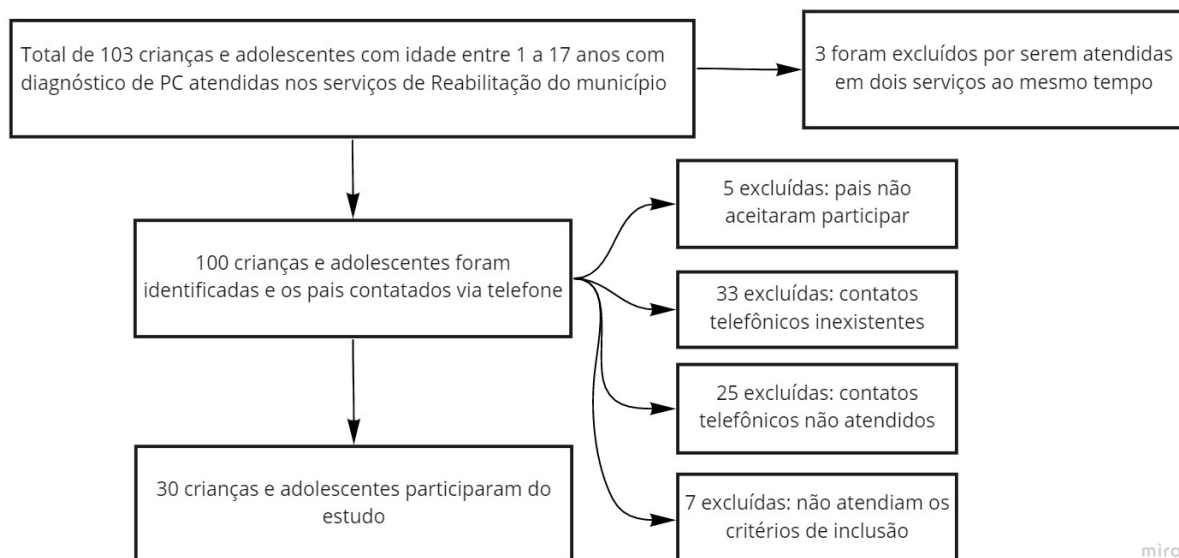 Total de 103 crianças e adolescentes com idade entre 1 a 17 anos com
diagnóstico de PC atendidas nos serviços de Reabilitação do município
3 foram excluídos por serem atendidas
em dois serviços ao mesmo tempo
100 crianças e adolescentes foram
identificadas e os pais contatados via telefone
5 excluídas: pais não
aceitaram participar
33 excluídas: contatos
telefônicos inexistentes
25 excluídas: contatos
telefônicos não atendidos
7 excluídas: não atendiam os
critérios de inclusão
30 crianças e adolescentes participaram do
estudo
miro